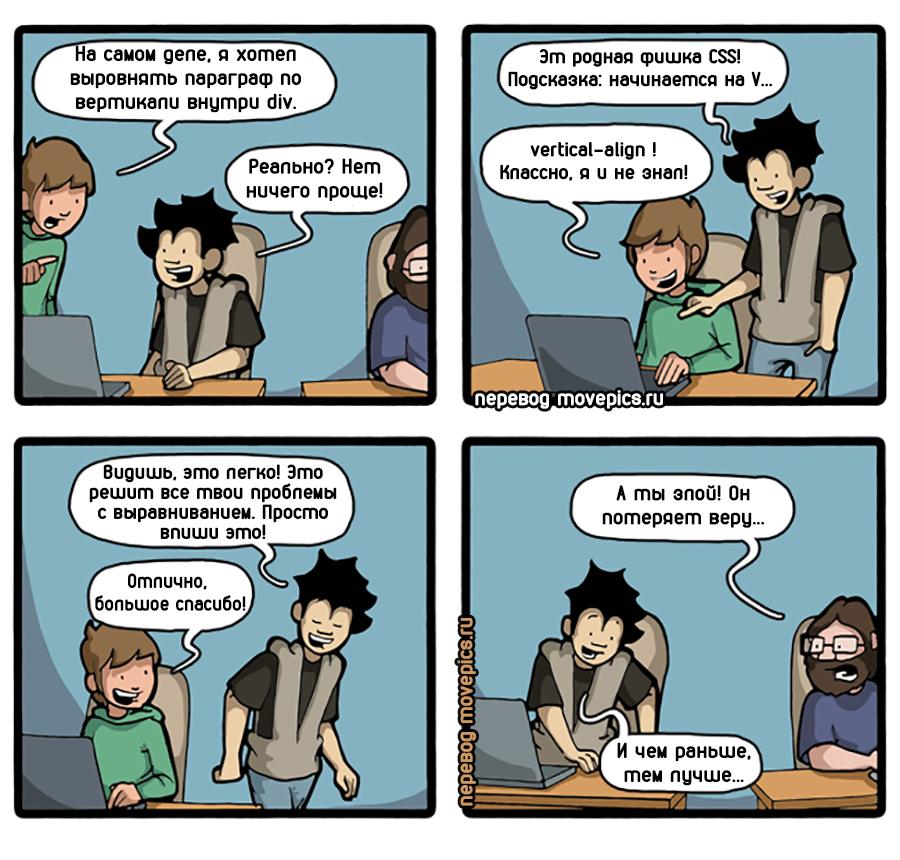 На самом деле, я хотел
выровнять параграф по
вертикали внутри div.
Реально? Нет
ничего проще!
Эт родная фишка CSS!
Подсказка: начинается на V...
vertical-align !
Классно, я и не знал!
перевод movepics.ru
Видишь, это легко! Это
решит все твои проблемы
с выравниванием. Просто
впиши это!
Отлично,
большое спасибо!
А ты злой! Он
потеряет веру...
И чем раньше,
тем лучше...
перевод movepics.ru